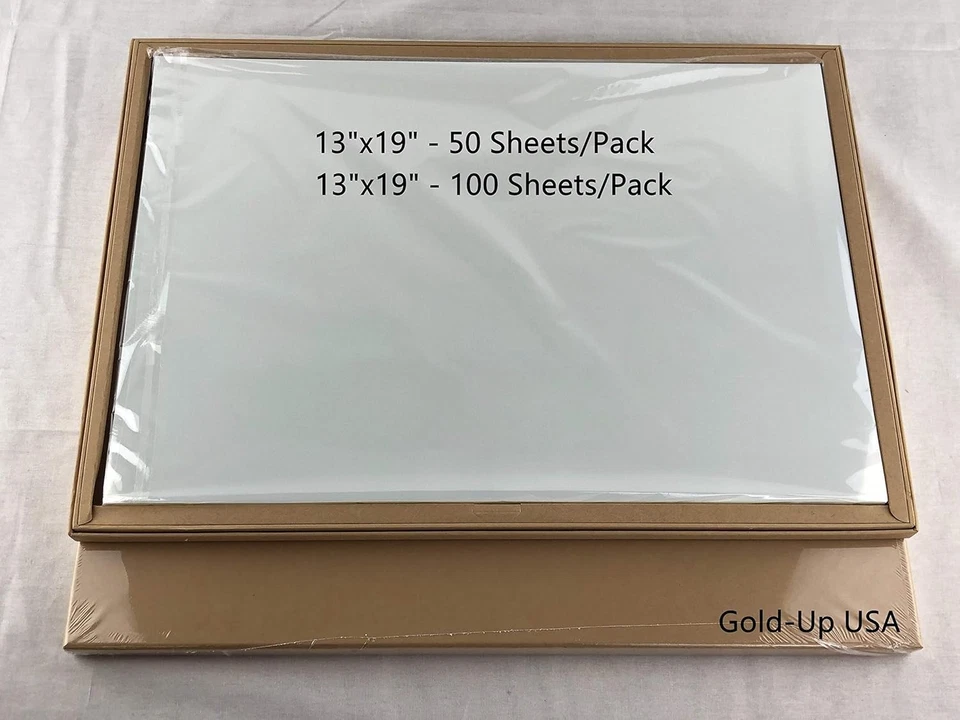 13"x19" - 50 Sheets/Pack
13"x19" - 100 Sheets/Pack
Gold-Up USA